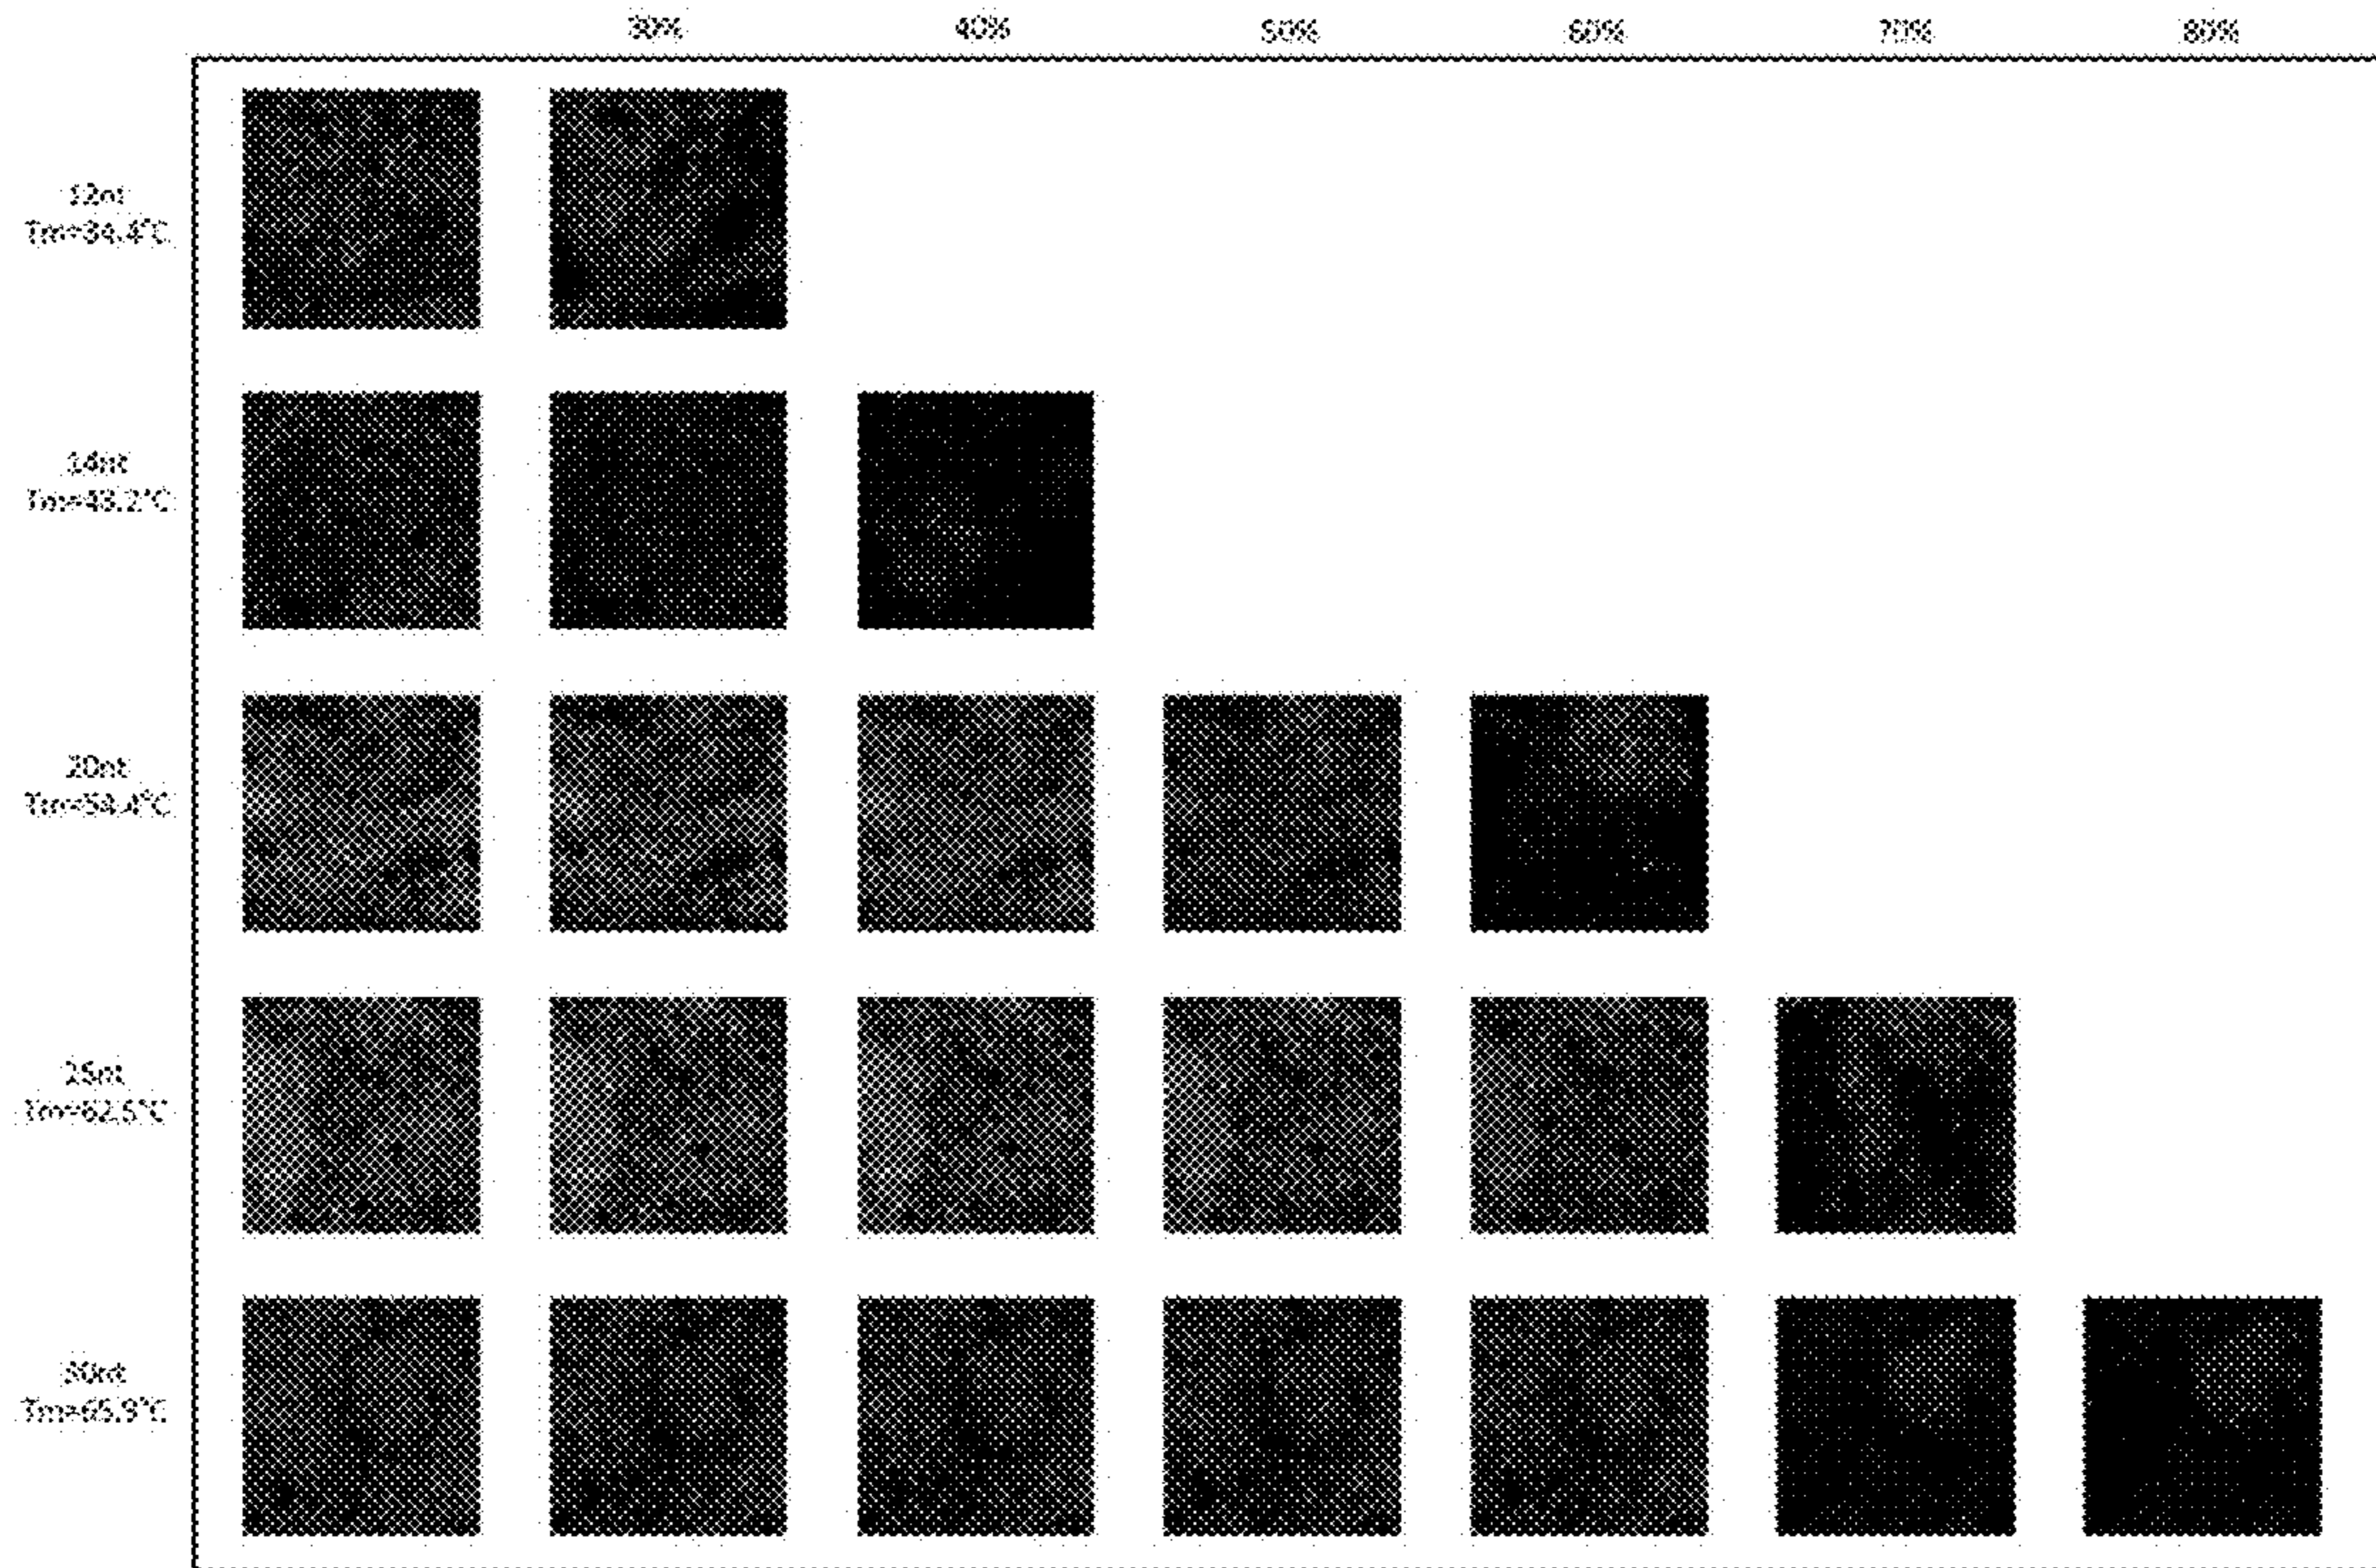 30% 40% 50% 60% 70% 80%
12nt
Tm=34.4°C
14nt
Tm=43.2°C
20nt
Tm=54.4°C
25nt
Tm=62.5°C
30nt
Tm=65.9°C